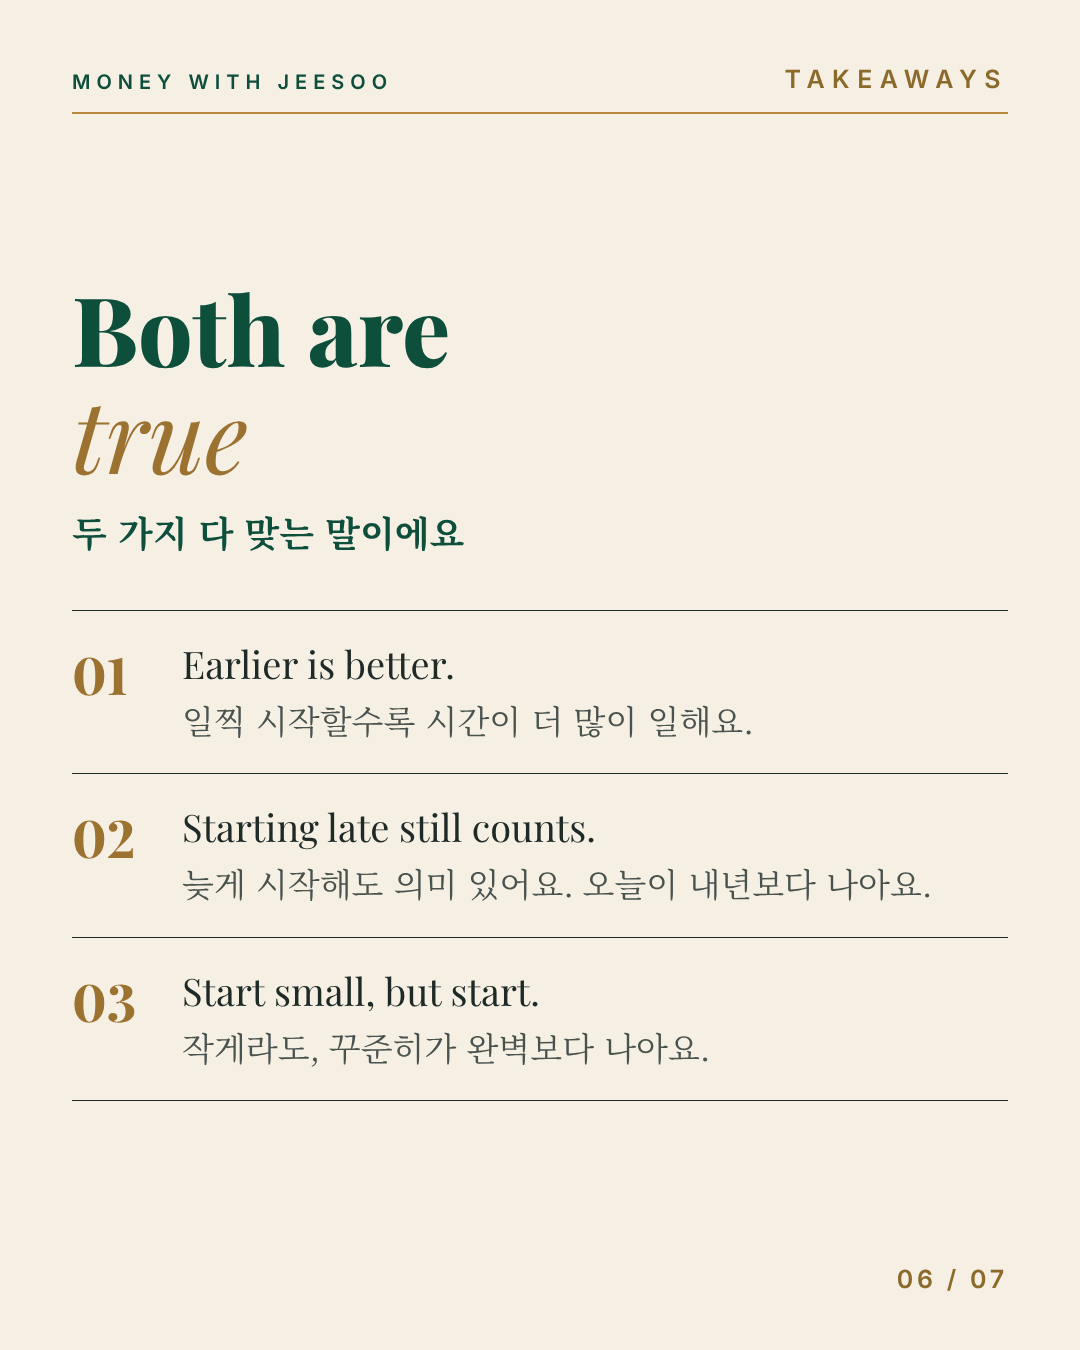 MONEY WITH JEESOO
TAKEAWAYS
Both are
true
두 가지 다 맞는 말이에요
01
Earlier is better.
일찍 시작할수록 시간이 더 많이 일해요.
02
Starting late still counts.
늦게 시작해도 의미 있어요. 오늘이 내년보다 나아요.
03
Start small, but start.
작게라도, 꾸준히가 완벽보다 나아요.
06 / 07